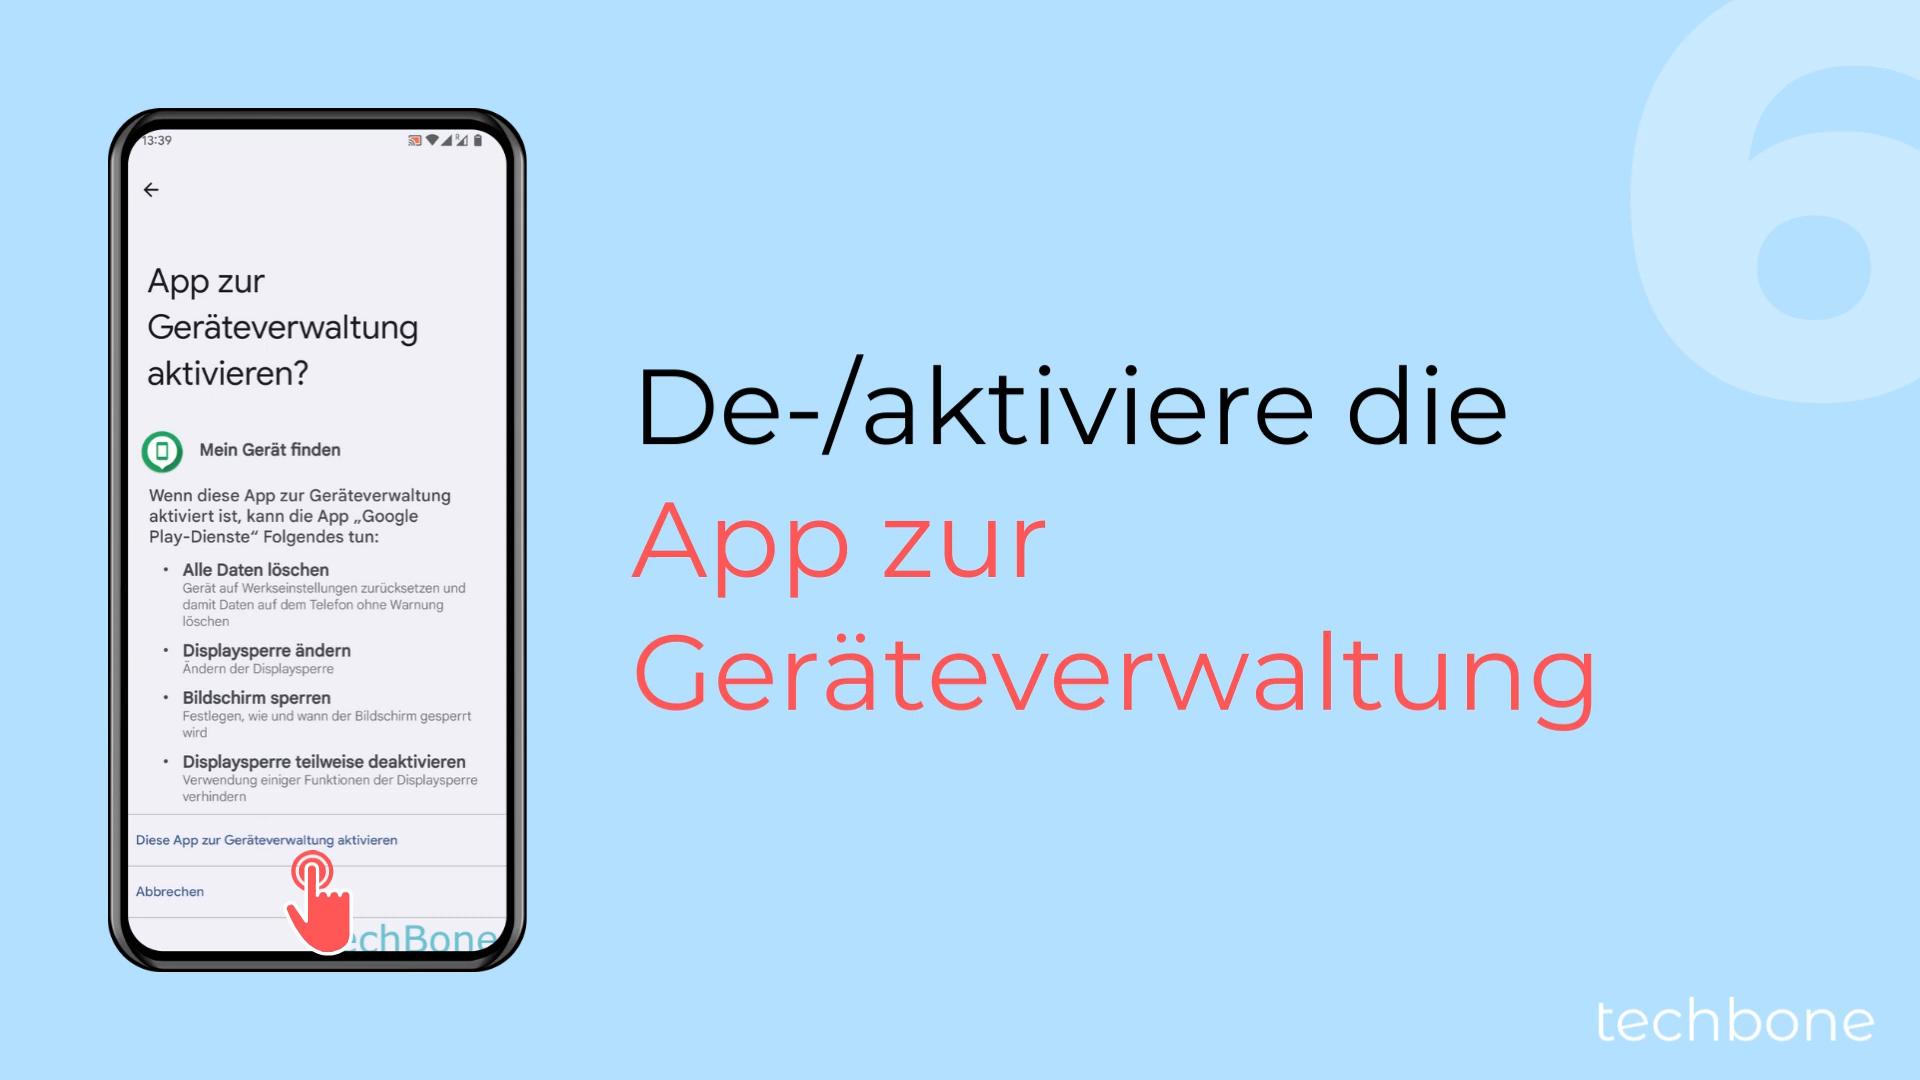 6
13:39
App zur
Geräteverwaltung
aktivieren?
Mein Gerät finden
Wenn diese App zur Geräteverwaltung
aktiviert ist, kann die App „Google
Play-Dienste“ Folgendes tun:
• Alle Daten löschen
Gerät auf Werkseinstellungen zurücksetzen und
damit Daten auf dem Telefon ohne Warnung
löschen
• Displaysperre ändern
Ändern der Displaysperre
• Bildschirm sperren
Festlegen, wie und wann der Bildschirm gesperrt
wird
• Displaysperre teilweise deaktivieren
Verwendung einiger Funktionen der Displaysperre
verhindern
Diese App zur Geräteverwaltung aktivieren
Abbrechen
echBone
De-/aktiviere die
App zur
Geräteverwaltung
techbone